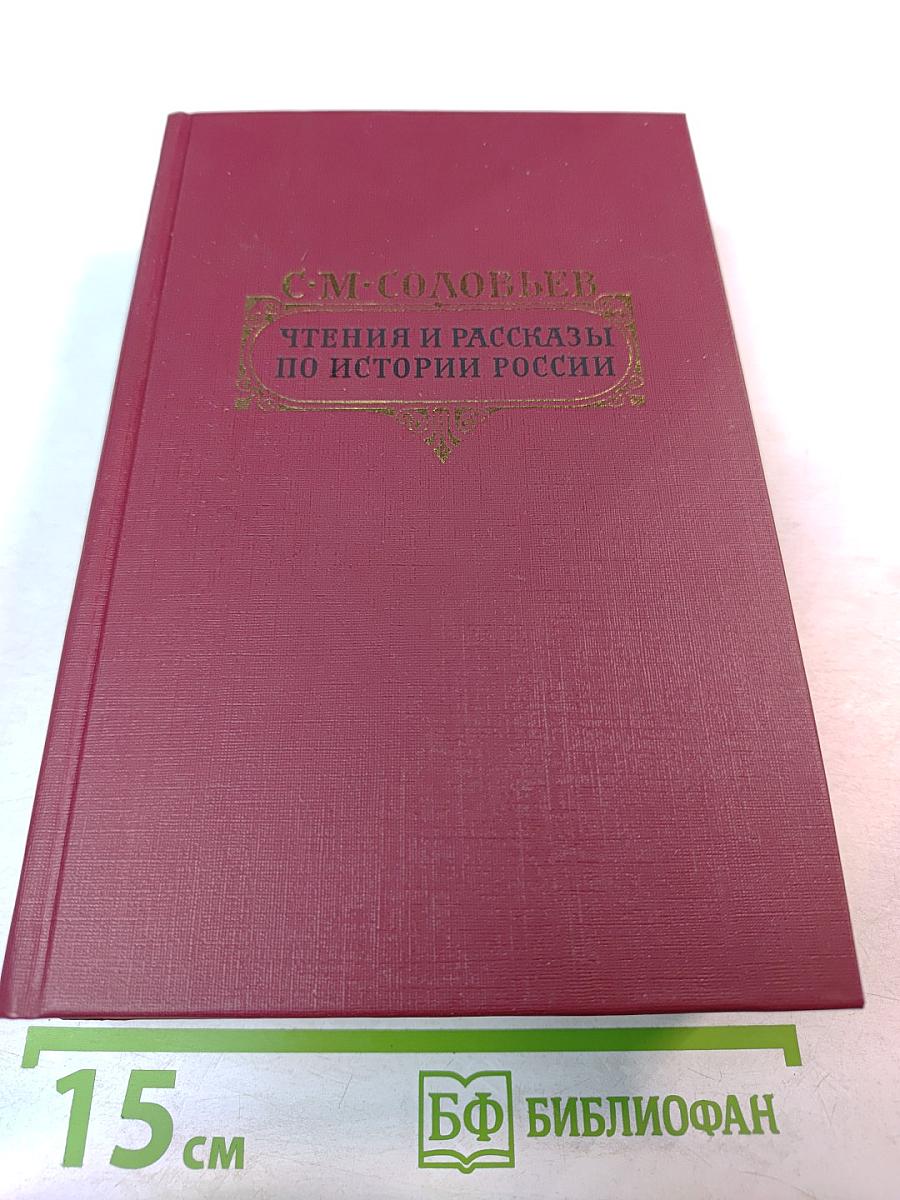 С·М·СОЛОВЬЕВ
ЧТЕНИЯ И РАССКАЗЫ
ПО ИСТОРИИ РОССИИ
15 см
БФ БИБЛИОФАН